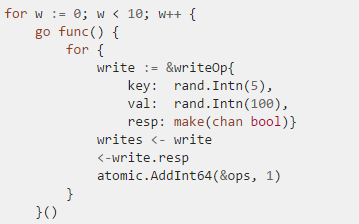 for w := 0; w < 10; w++ {
    go func() {
        for {
            write := &writeOp{
                key:  rand.Intn(5),
                val:  rand.Intn(100),
                resp: make(chan bool)}
            writes <- write
            <-write.resp
            atomic.AddInt64(&ops, 1)
        }
    }()